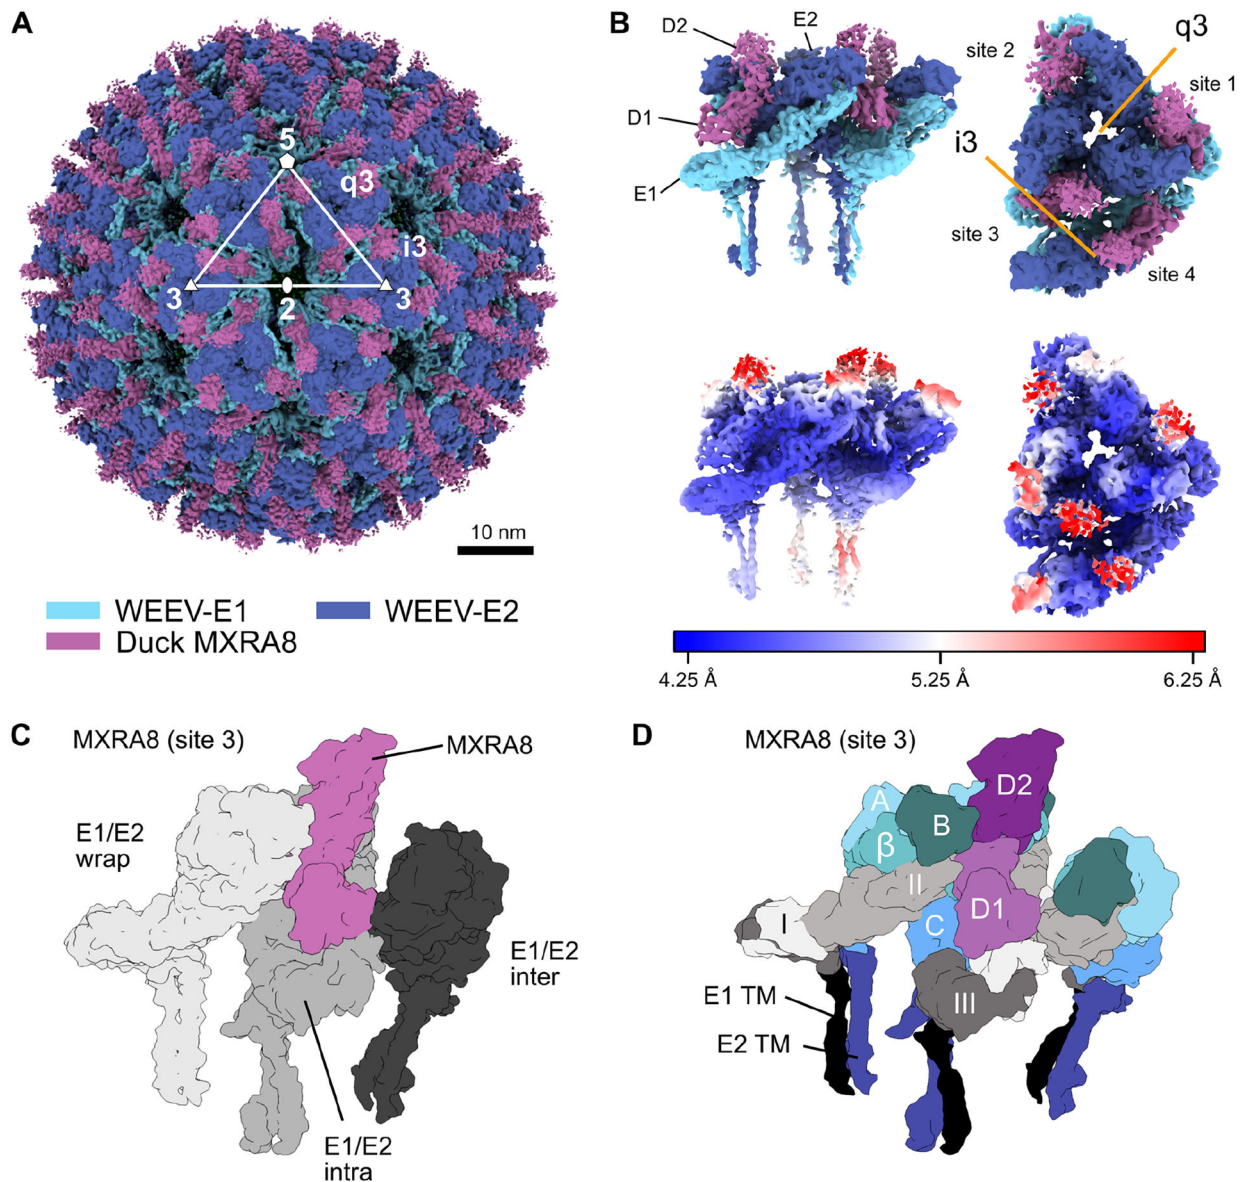 A
5
q3
i3
3
2
3
10 nm
WEEV-E1
WEEV-E2
Duck MXRA8
B
D2
E2
D1
E1
q3
site 2
site 1
i3
site 3
site 4
4.25 Å
5.25 Å
6.25 Å
C
MXRA8 (site 3)
MXRA8
E1/E2
wrap
E1/E2
inter
E1/E2
intra
D
MXRA8 (site 3)
D2
A
B
β
II
D1
I
C
III
E1 TM
E2 TM